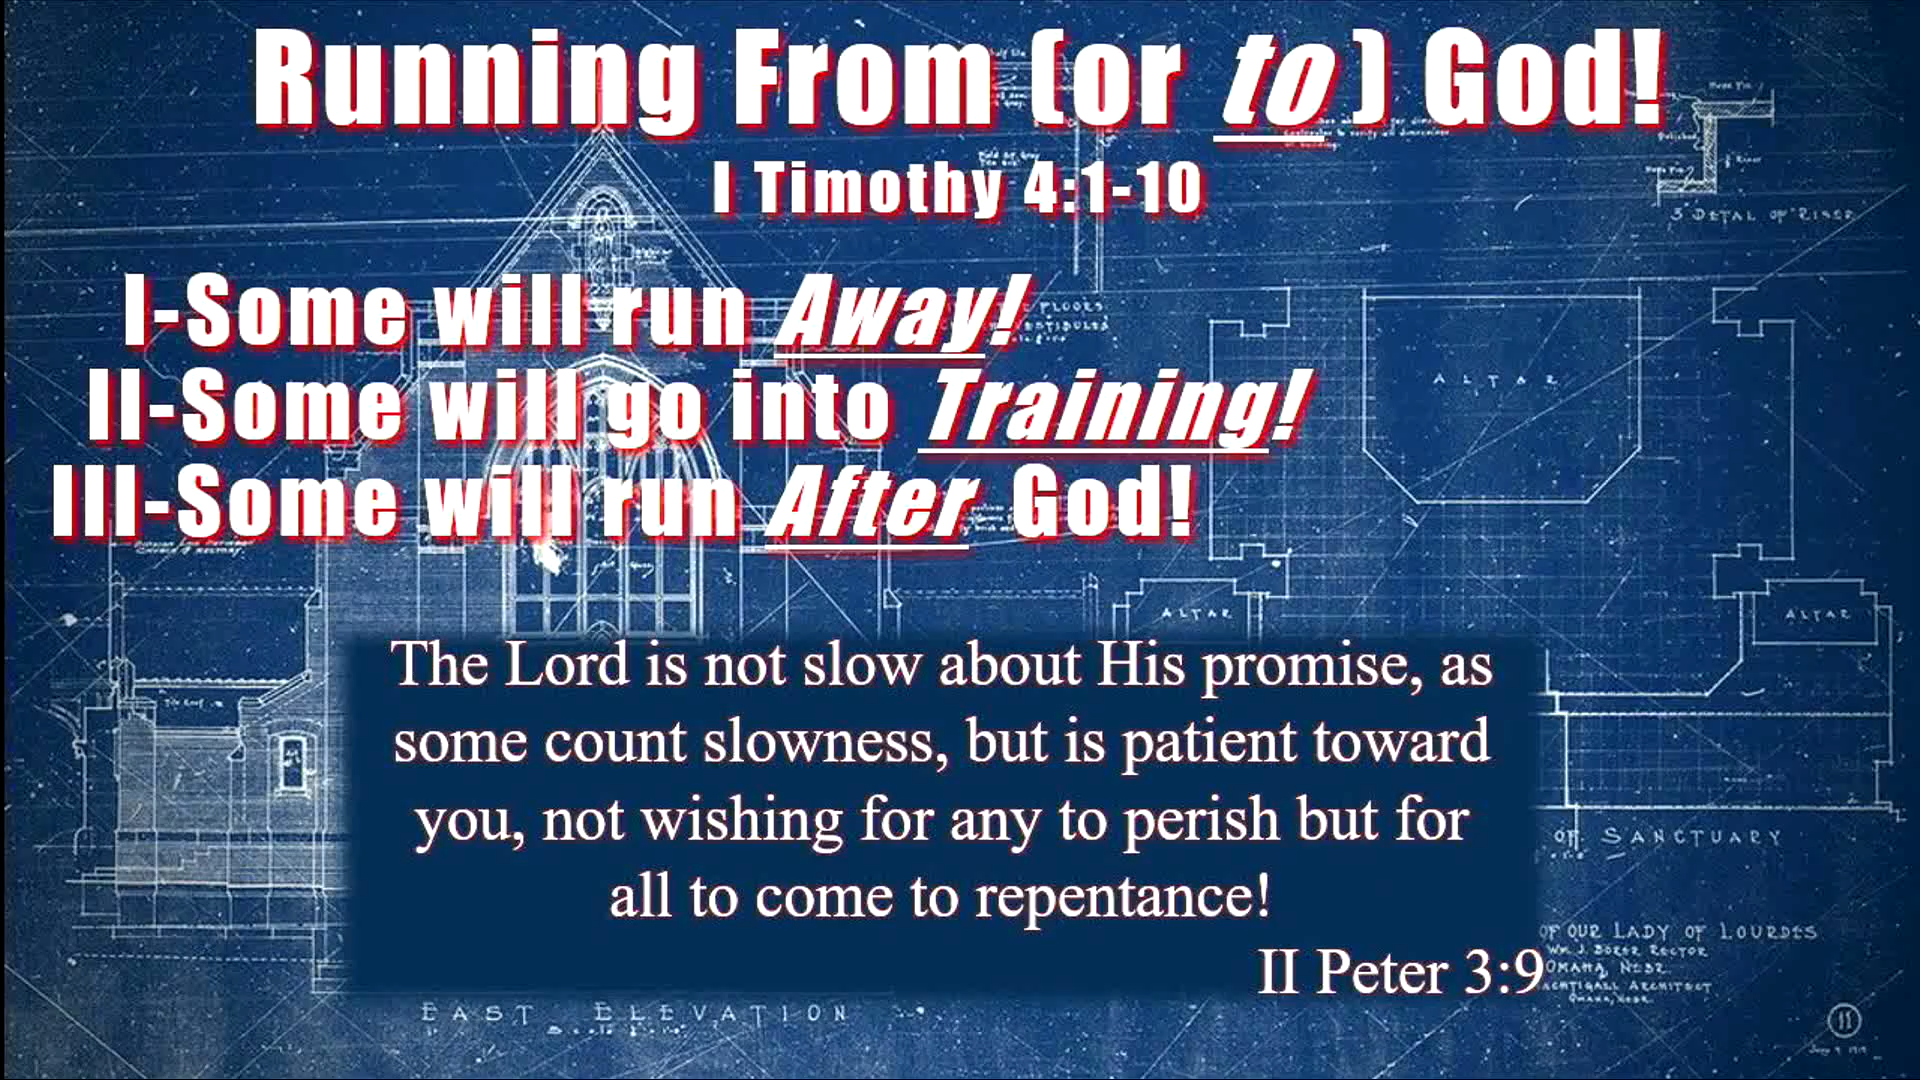 Running From (or to) God!
I Timothy 4:1-10
I-Some will run Away!
II-Some will go into Training!
III-Some will run After God!
The Lord is not slow about His promise, as
some count slowness, but is patient toward
you, not wishing for any to perish but for
all to come to repentance!
II Peter 3:9
ALTAR
ALTAR
ALTAR
OF SANCTUARY
OF OUR LADY OF LOURDES
OMAHA, NEBR.
EAST ELEVATION
11